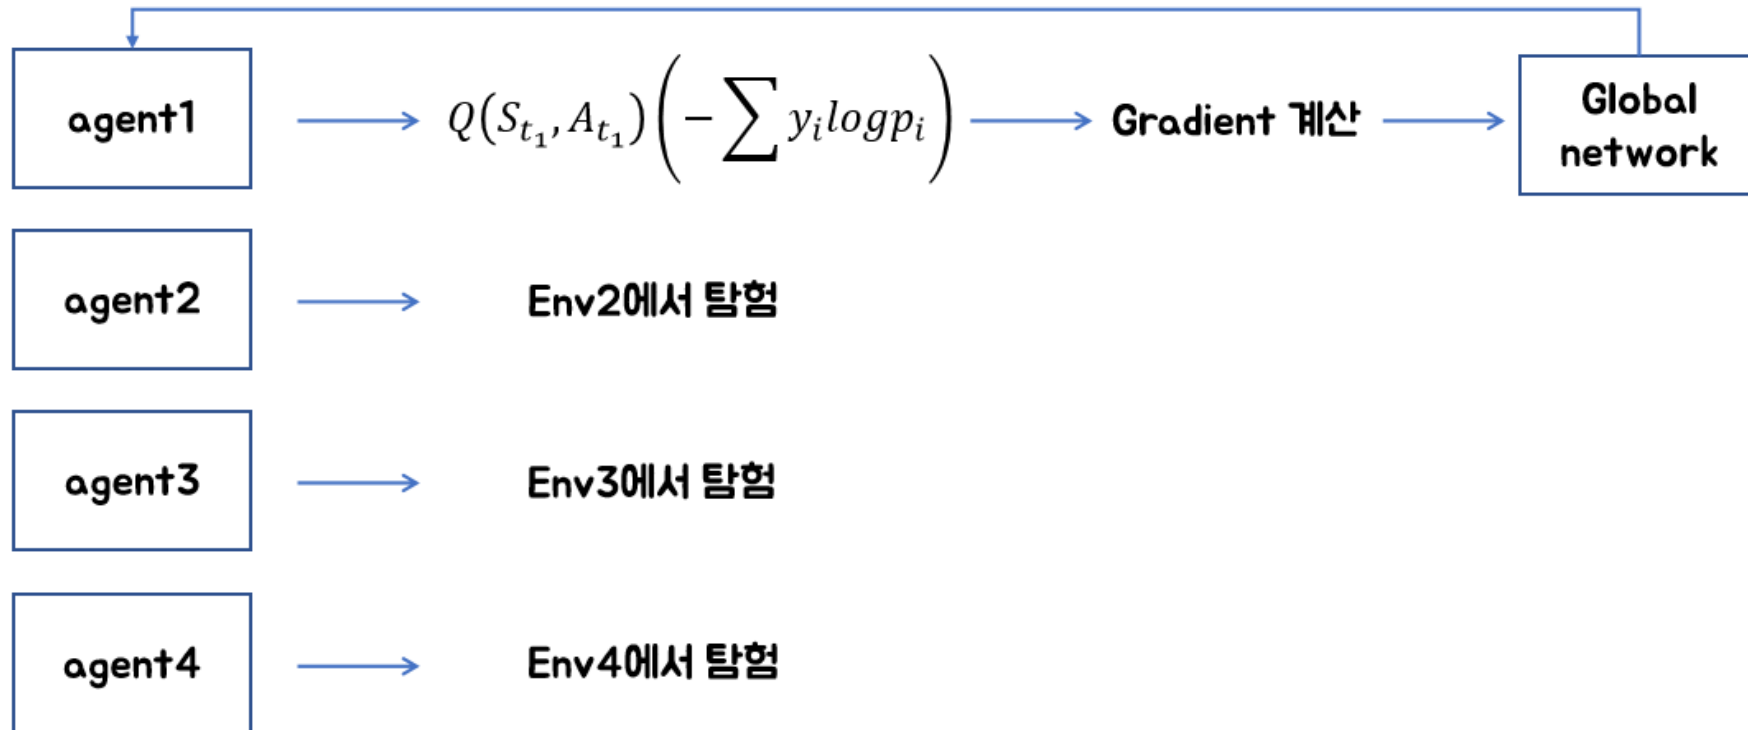 agent1
Q(S_{t_1}, A_{t_1})(-∑ y_i log p_i)
Gradient 계산
Global
network
agent2
Env2에서 탐험
agent3
Env3에서 탐험
agent4
Env4에서 탐험